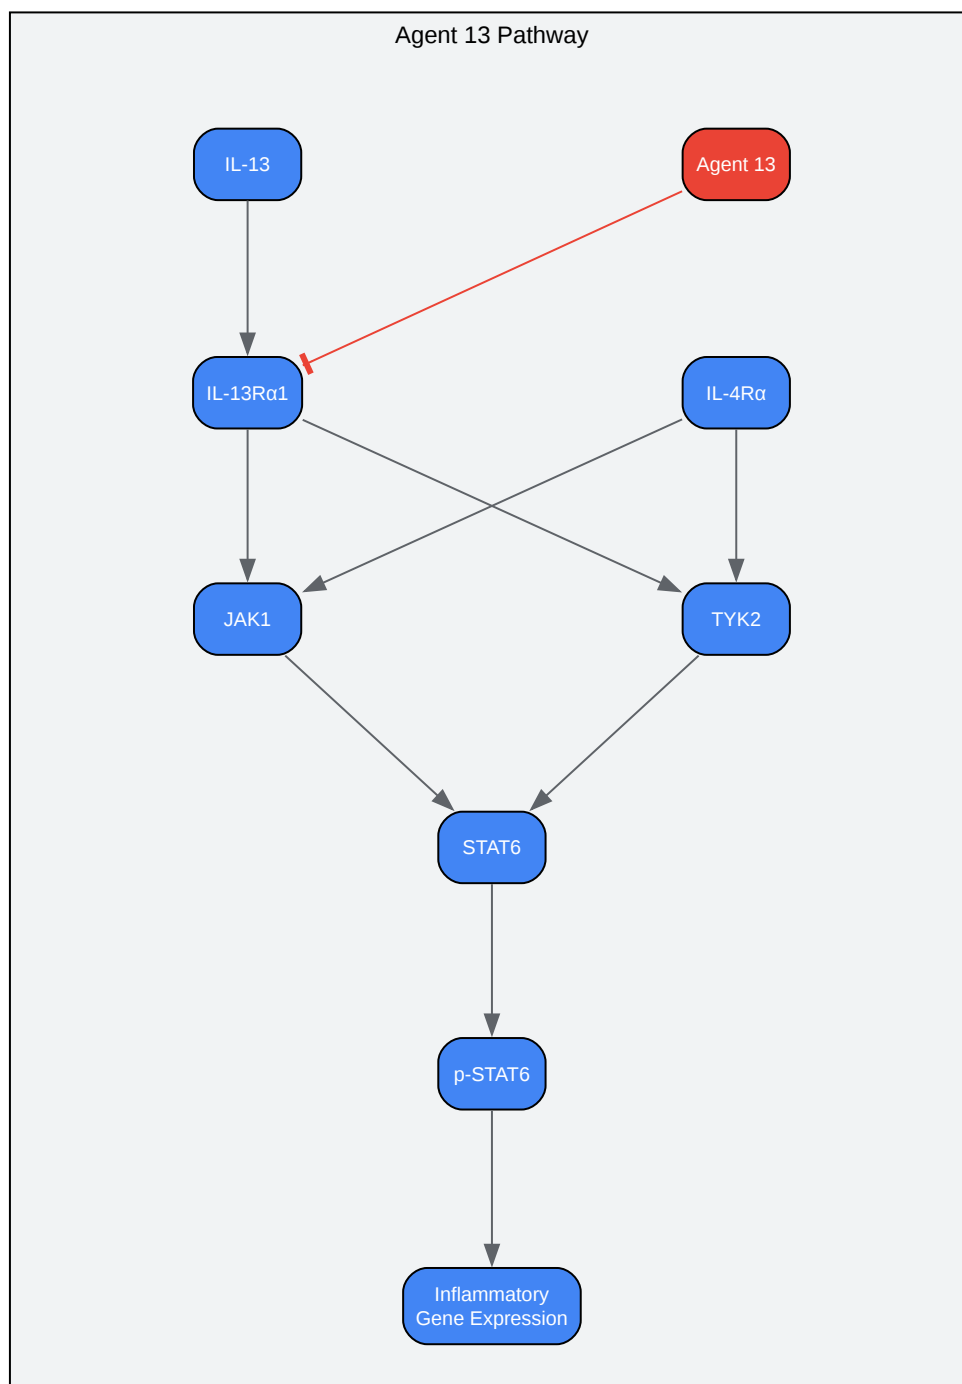 Agent 13 Pathway
IL-13
Agent 13
IL-13Rα1
IL-4Rα
JAK1
TYK2
STAT6
p-STAT6
Inflammatory
Gene Expression